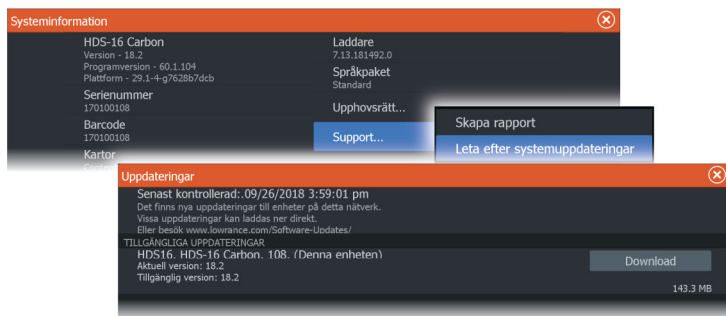 Systeminformation
HDS-16 Carbon
Version - 18.2
Programversion - 60.1.104
Plattform - 29.1-4-g7628b7dcb
Serienummer
170100108
Barcode
170100108
Kartor
Laddare
7.13.181492.0
Språkpaket
Standard
Upphovsrätt...
Support...
Skapa rapport
Leta efter systemuppdateringar
Uppdateringar
Senast kontrollerad:.09/26/2018 3:59:01 pm
Det finns nya uppdateringar till enheter på detta nätverk.
Vissa uppdateringar kan laddas ner direkt.
Eller besök www.lowrance.com/Software-Updates/
TILLGÄNGLIGA UPPDATERINGAR
HDS16, HDS-16 Carbon, 108, (Denna enheten)
Aktuell version: 18.2
Tillgänglig version: 18.2
Download
143.3 MB